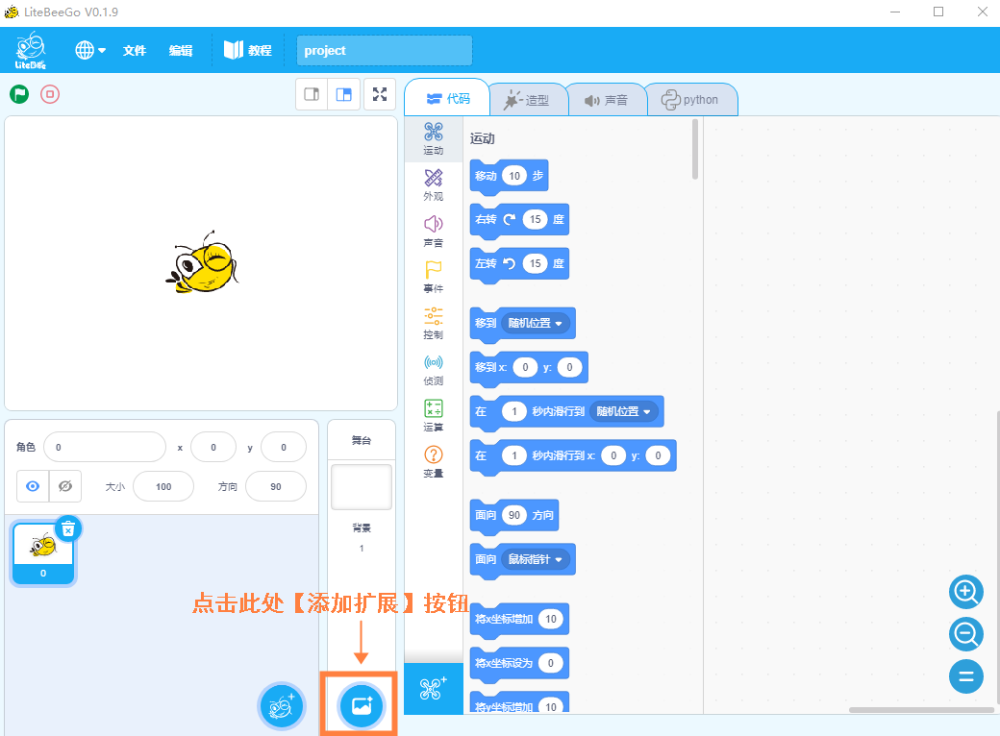 LiteBeeGo V0.1.9
LiteBee
文件
编辑
教程
project
代码
造型
声音
python
运动
外观
声音
事件
控制
侦测
运算
变量
运动
移动 10 步
右转 15 度
左转 15 度
移到 随机位置
移到 x: 0 y: 0
在 1 秒内滑行到 随机位置
在 1 秒内滑行到 x: 0 y: 0
面向 90 方向
面向 鼠标指针
将x坐标增加 10
将x坐标设为 0
将y坐标增加 10
角色 0 x 0 y 0
大小 100 方向 90
0
舞台
背景
1
点击此处【添加扩展】按钮